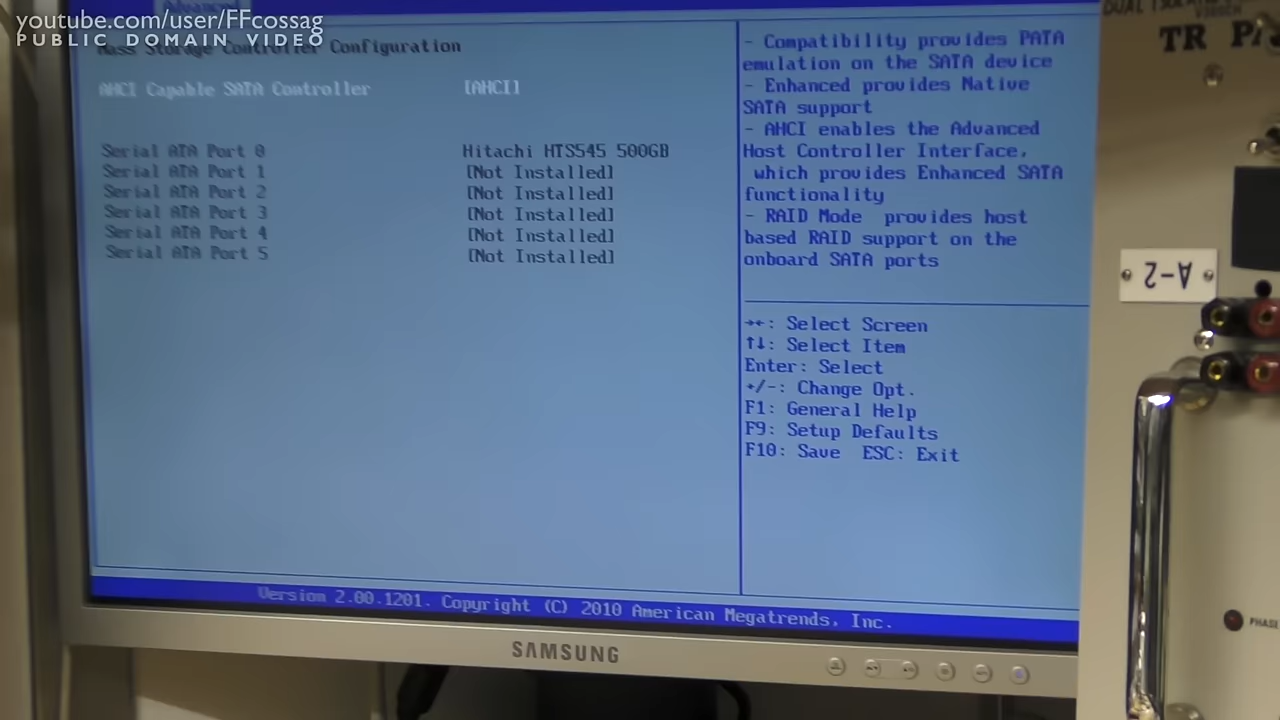 youtube.com/user/FFcossag
PUBLIC DOMAIN VIDEO
Advanced
Mass Storage Controller Configuration
AHCI Capable SATA Controller [AHCI]
Serial ATA Port 0 Hitachi HTS545 500GB
Serial ATA Port 1 [Not Installed]
Serial ATA Port 2 [Not Installed]
Serial ATA Port 3 [Not Installed]
Serial ATA Port 4 [Not Installed]
Serial ATA Port 5 [Not Installed]
- Compatibility provides PATA
emulation on the SATA device
- Enhanced provides Native
SATA support
- AHCI enables the Advanced
Host Controller Interface,
which provides Enhanced SATA
functionality
- RAID Mode provides host
based RAID support on the
onboard SATA ports
→←: Select Screen
↑↓: Select Item
Enter: Select
+/-: Change Opt.
F1: General Help
F9: Setup Defaults
F10: Save ESC: Exit
Version 2.00.1201. Copyright (C) 2010 American Megatrends, Inc.
SAMSUNG
TR
A-2
PHASE